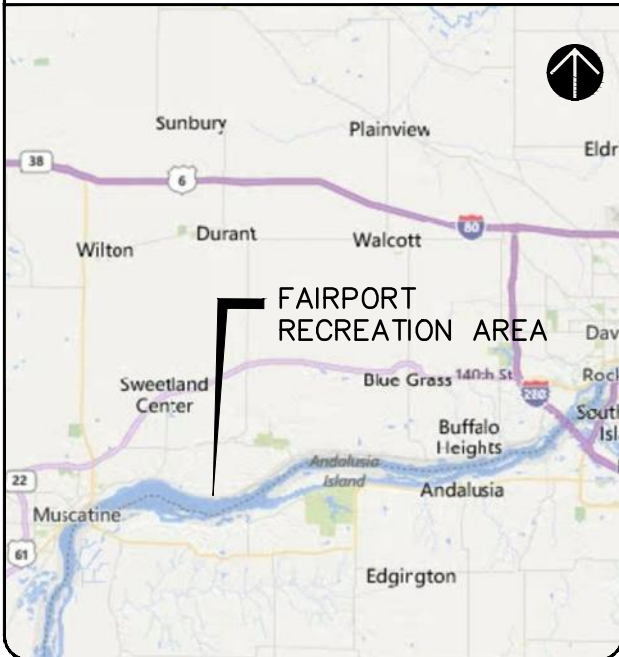 Sunbury
Plainview
Eldr
38
6
80
Wilton
Durant
Walcott
FAIRPORT
RECREATION AREA
Dav
Sweetland
Center
Blue Grass
140th St
280
Rock
South
Isl
Buffalo
Heights
Andalusia
Island
22
Muscatine
Andalusia
61
Edgington